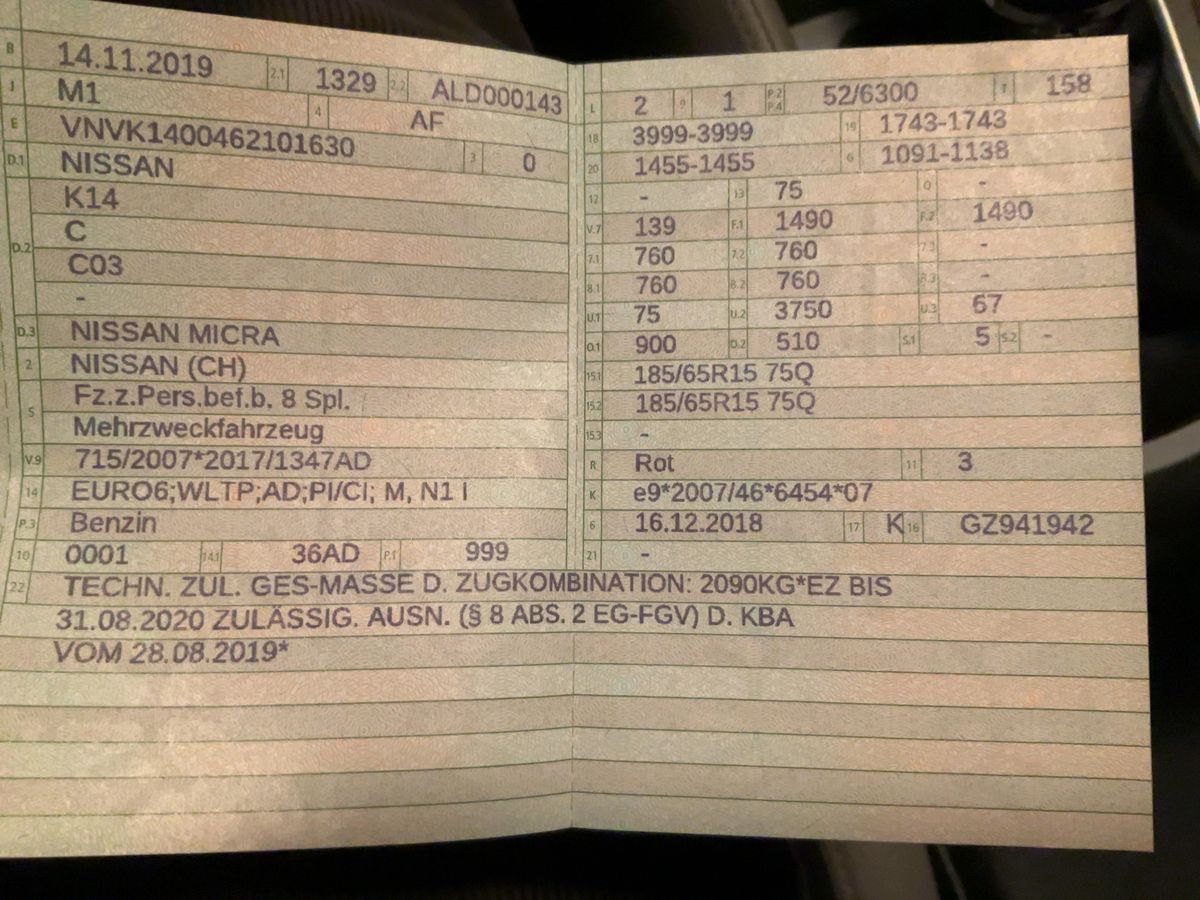 B 14.11.2019 2.1 1329 2.2 ALD000143
J M1 4 AF
E VNVK1400462101630 3 0
D.1 NISSAN
D.2 K14
C
C03
-
D.3 NISSAN MICRA
2 NISSAN (CH)
5 Fz.z.Pers.bef.b. 8 Spl.
Mehrzweckfahrzeug
V.9 715/2007*2017/1347AD
14 EURO6;WLTP;AD;PI/CI; M, N1 I
P.3 Benzin
10 0001 14.1 36AD P.1 999
L 2 9 1 P.2 P.4 52/6300 T 158
18 3999-3999 19 1743-1743
20 1455-1455 G 1091-1138
12 - 13 75 Q -
V.7 139 F.1 1490 F.2 1490
7.1 760 7.2 760 7.3 -
8.1 760 8.2 760 8.3 -
U.1 75 U.2 3750 U.3 67
O.1 900 O.2 510 S.1 5 S.2 -
15.1 185/65R15 75Q
15.2 185/65R15 75Q
15.3 -
R Rot 11 3
K e9*2007/46*6454*07
6 16.12.2018 17 K 16 GZ941942
21 -
22 TECHN. ZUL. GES-MASSE D. ZUGKOMBINATION: 2090KG*EZ BIS
31.08.2020 ZULÄSSIG. AUSN. (§ 8 ABS. 2 EG-FGV) D. KBA
VOM 28.08.2019*